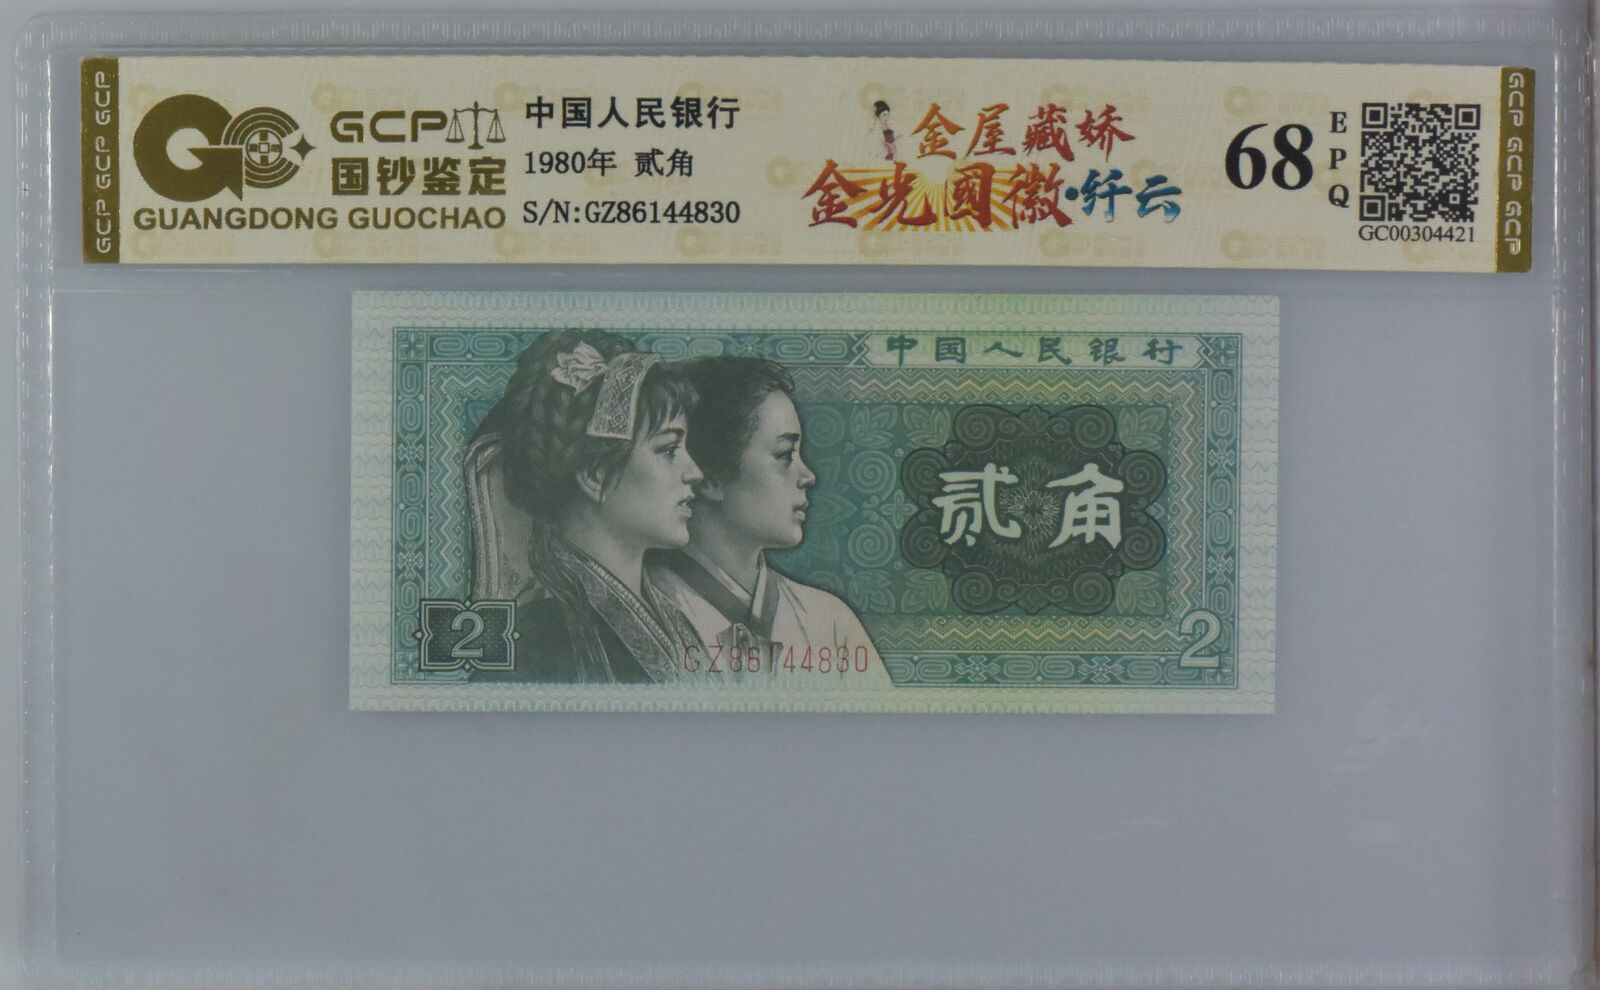 GCP GCP GCP
GCP
国钞鉴定
GUANGDONG GUOCHAO
中国人民银行
1980年 贰角
S/N:GZ86144830
金屋藏娇
金光國徽·纤云
68
EPQ
GC00304421
GCP GCP GCP
中国人民银行
贰角
2
2
GZ86144830